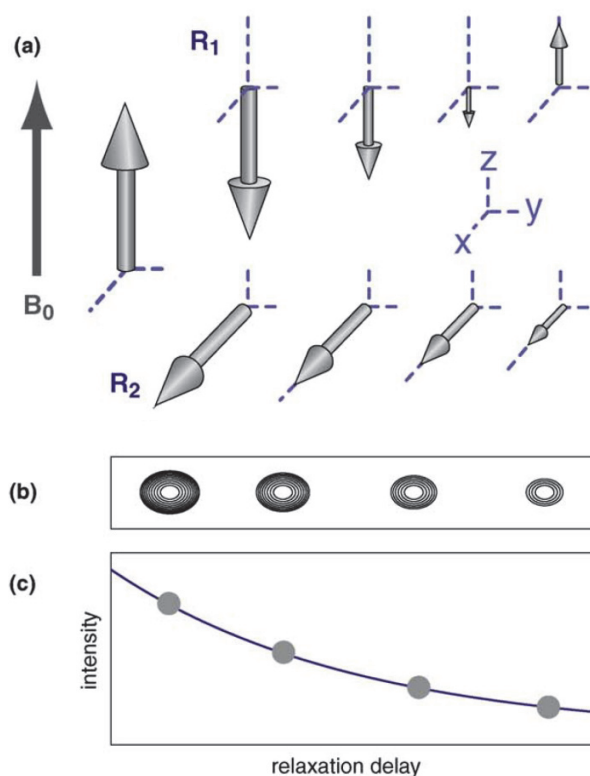 (a)
R1
B0
z
y
x
R2
(b)
(c)
intensity
relaxation delay